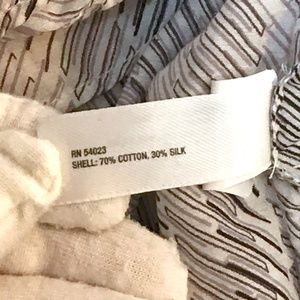 RN 54023
SHELL: 70% COTTON, 30% SILK